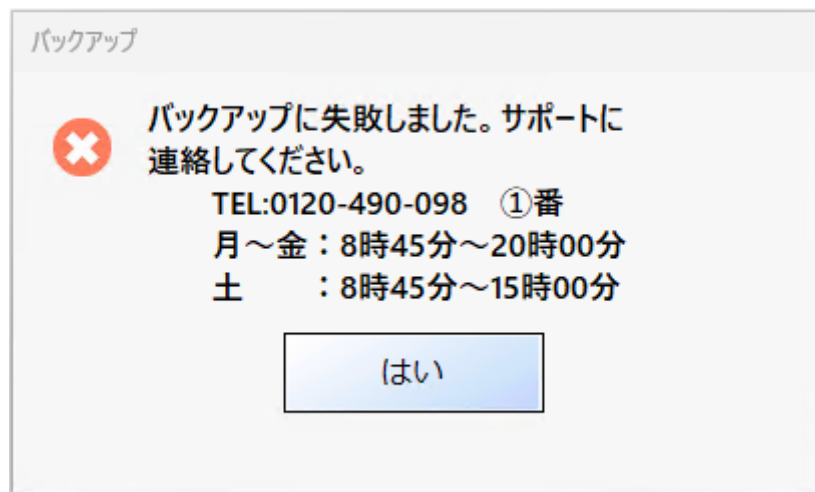 バックアップ
バックアップに失敗しました。サポートに
連絡してください。
TEL:0120-490-098　①番
月～金：8時45分～20時00分
土　　：8時45分～15時00分
はい